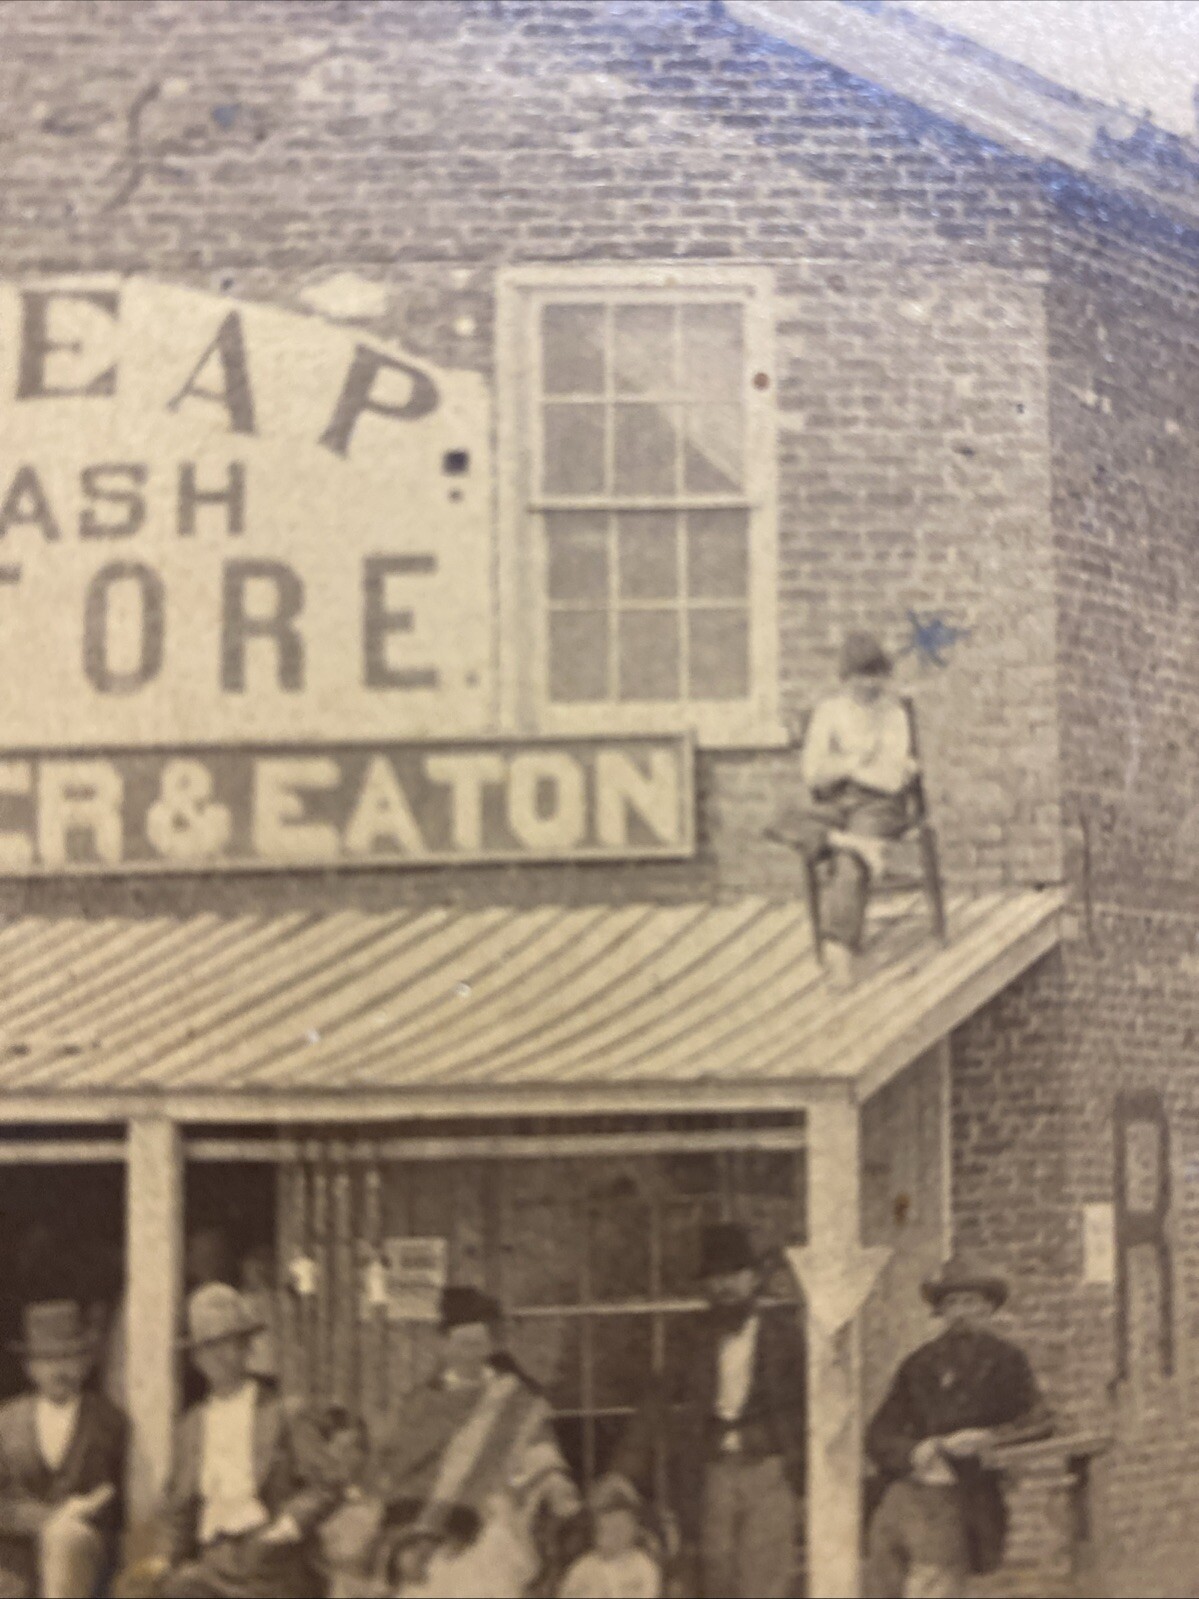 EAP.
ASH
TORE.
ER & EATON